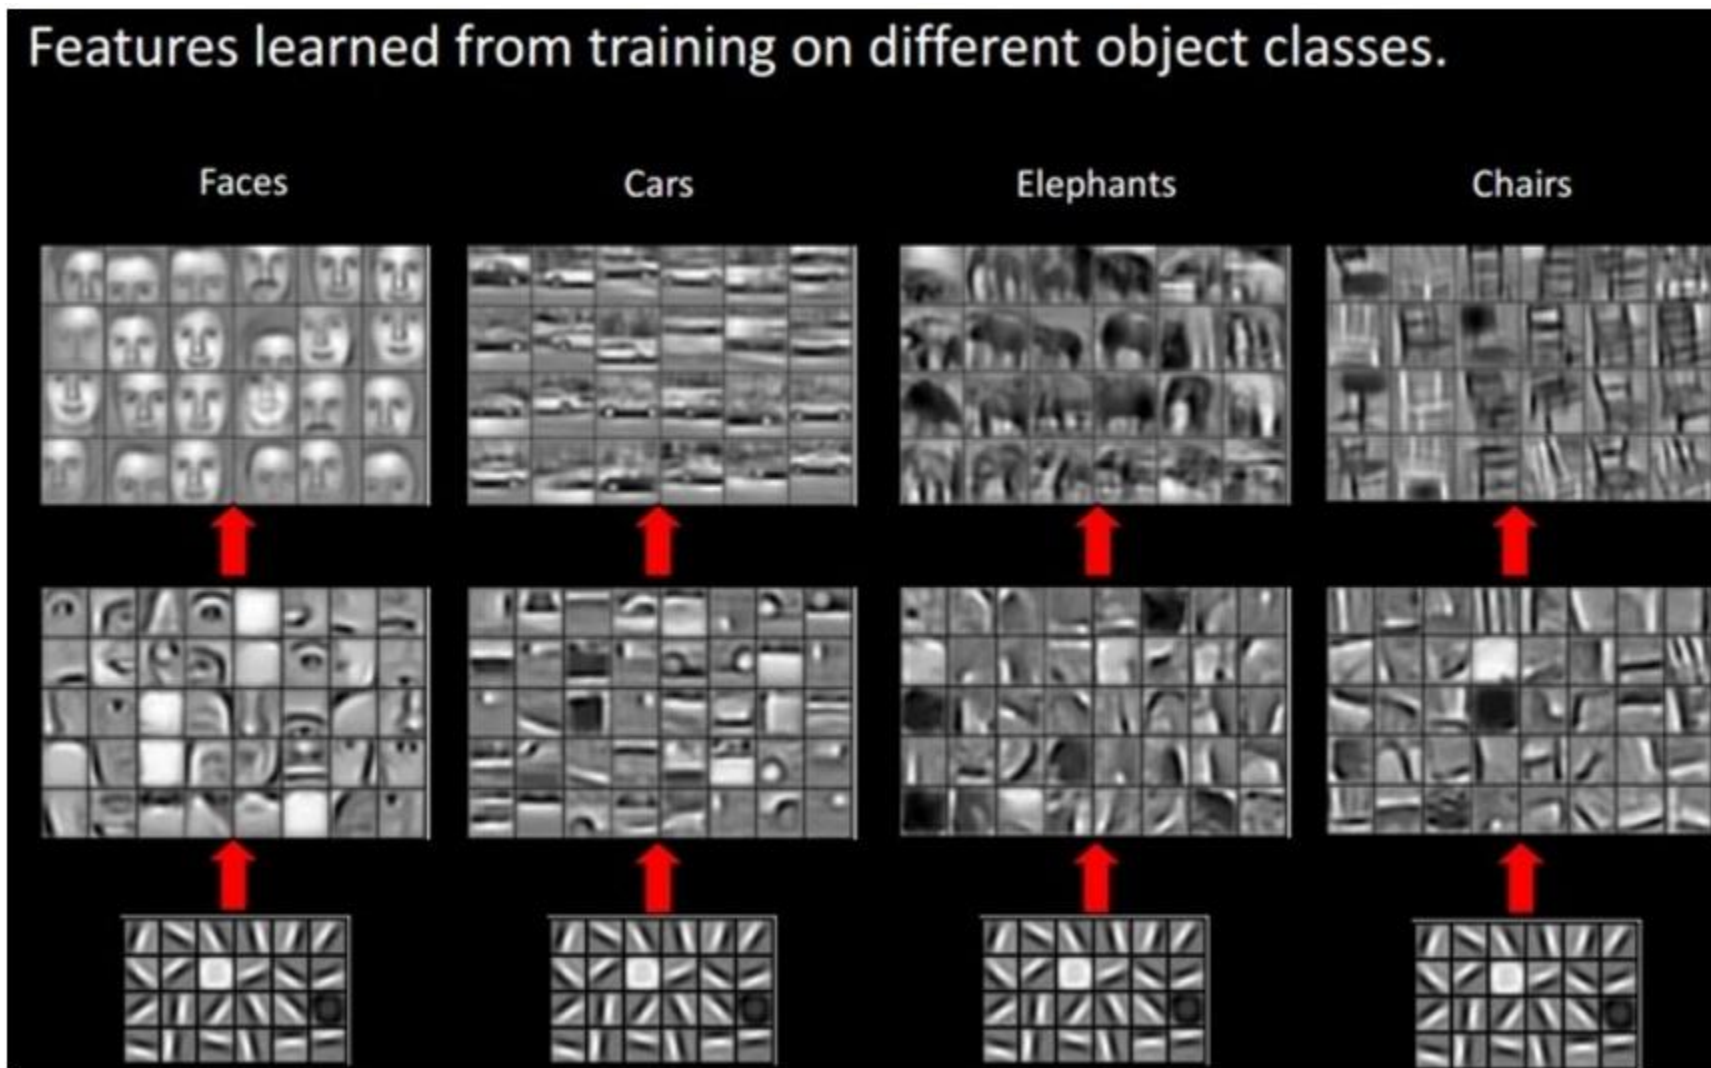 Features learned from training on different object classes.
Faces
Cars
Elephants
Chairs